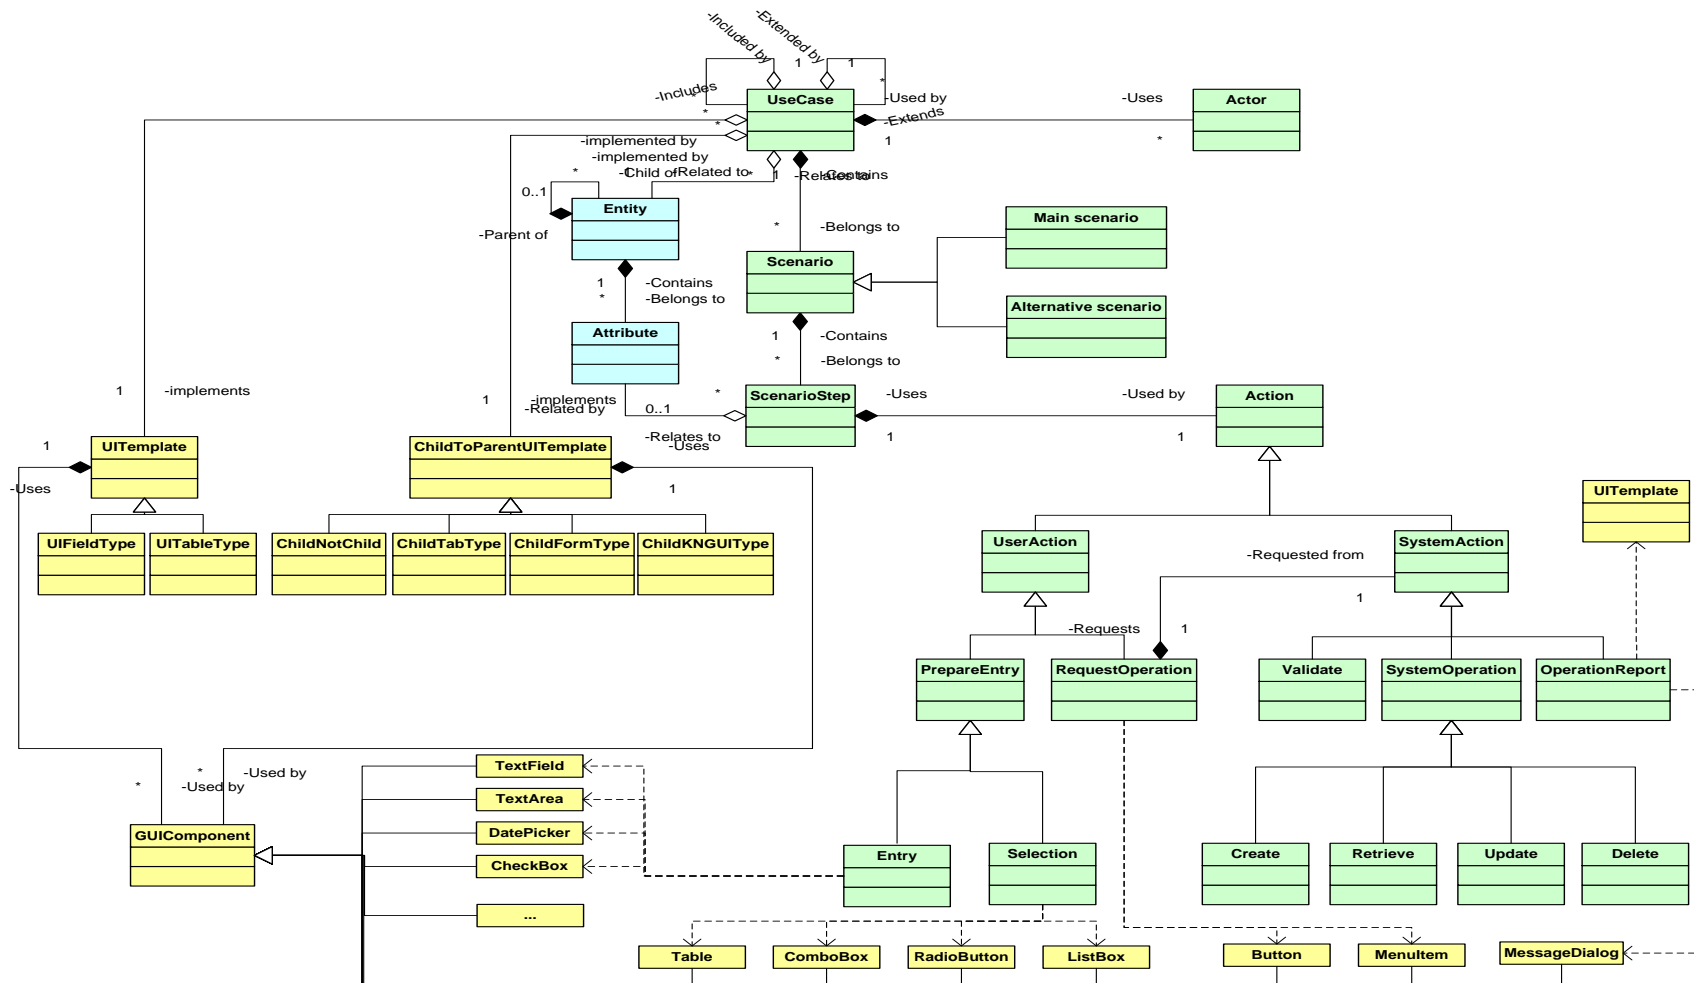 -Included by
-Extended by
1
1
-Includes
*
*
UseCase
-Used by
-Uses
Actor
*
-Extends
*
-implemented by
1
*
-implemented by
*
-Child of
1
-Related to
*
1
-Relates to
-Contains
0..1
Entity
-Parent of
*
-Belongs to
Main scenario
Scenario
1
-Contains
*
-Belongs to
Alternative scenario
Attribute
1
-Contains
*
-Belongs to
1
-implements
1
-implements
-Related by
0..1
*
ScenarioStep
-Uses
-Used by
Action
-Relates to
-Uses
1
1
1
UITemplate
ChildToParentUITemplate
-Uses
1
UITemplate
UIFieldType
UITableType
ChildNotChild
ChildTabType
ChildFormType
ChildKNGUIType
UserAction
-Requested from
SystemAction
1
-Requests
1
PrepareEntry
RequestOperation
Validate
SystemOperation
OperationReport
*
-Used by
*
-Used by
TextField
TextArea
DatePicker
CheckBox
...
GUIComponent
Entry
Selection
Create
Retrieve
Update
Delete
Table
ComboBox
RadioButton
ListBox
Button
MenuItem
MessageDialog